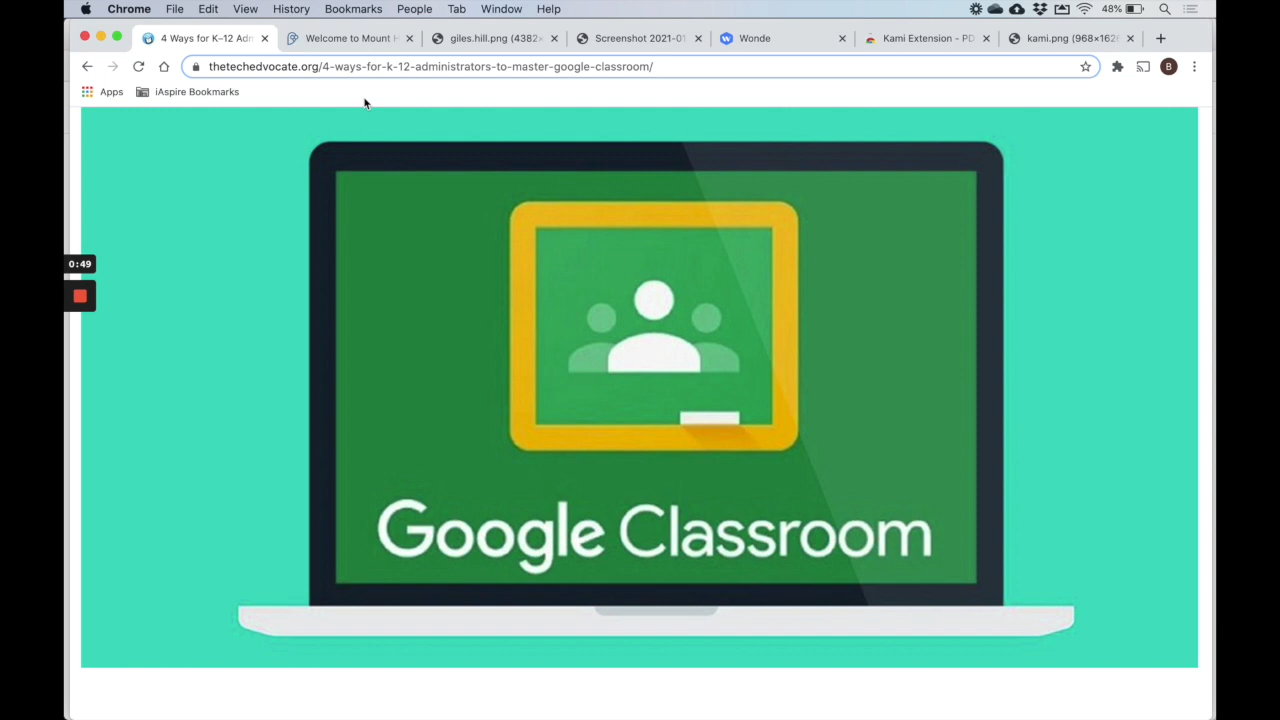 Chrome File Edit View History Bookmarks People Tab Window Help 48%
4 Ways for K–12 Adm Welcome to Mount H giles.hill.png (4382× Screenshot 2021-01 Wonde Kami Extension - PD kami.png (968×162
thetechedvocate.org/4-ways-for-k-12-administrators-to-master-google-classroom/ B
Apps iAspire Bookmarks
0:49
Google Classroom